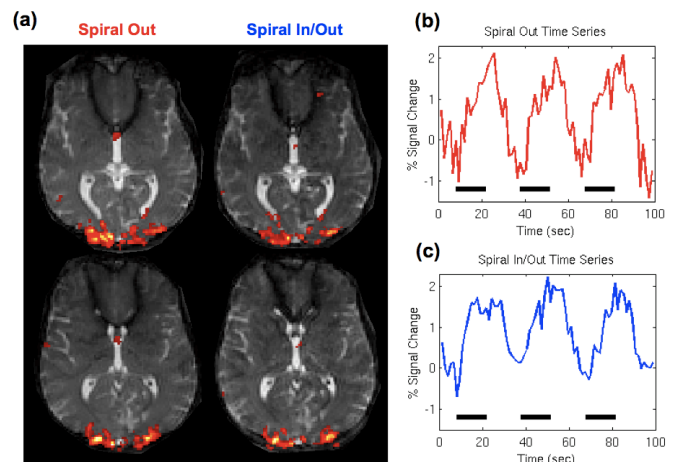 (a)
Spiral Out
Spiral In/Out
(b)
Spiral Out Time Series
% Signal Change
2
1
0
-1
0
20
40
60
80
100
Time (sec)
(c)
Spiral In/Out Time Series
% Signal Change
2
1
0
-1
0
20
40
60
80
100
Time (sec)